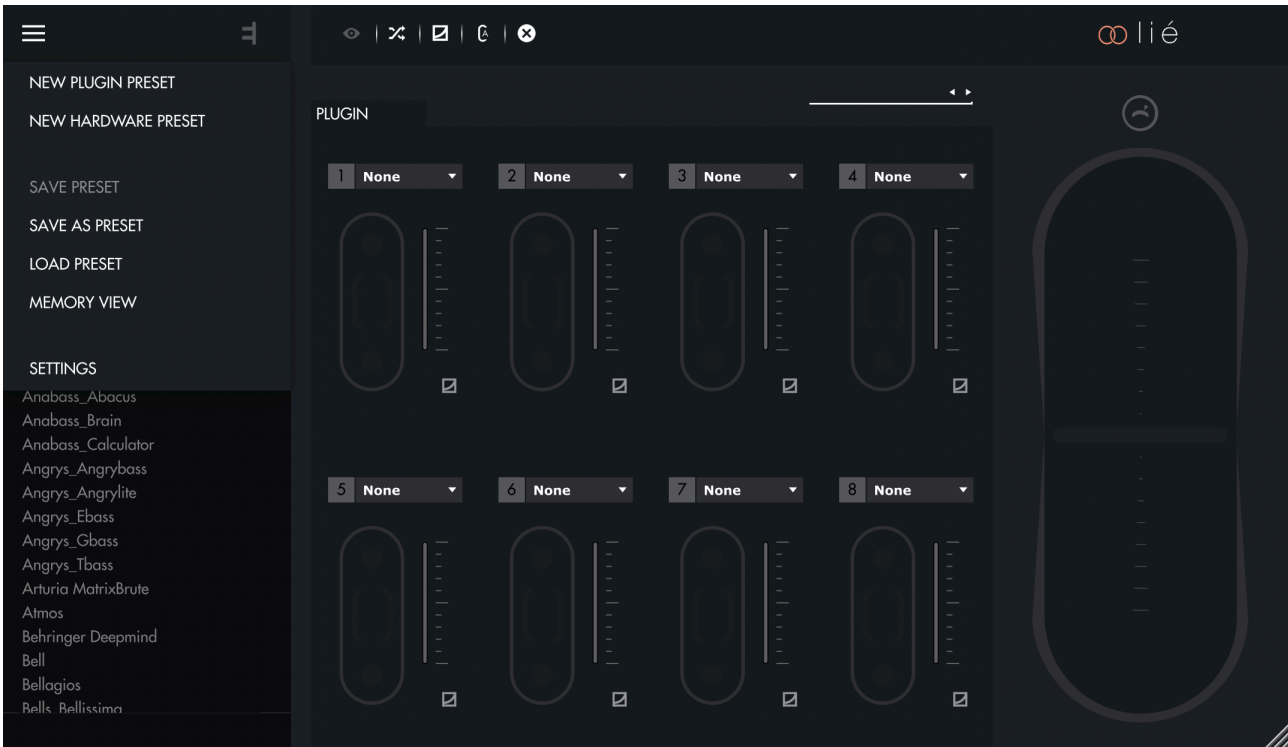 lié
NEW PLUGIN PRESET
NEW HARDWARE PRESET
SAVE PRESET
SAVE AS PRESET
LOAD PRESET
MEMORY VIEW
SETTINGS
Anabass_Abacus
Anabass_Brain
Anabass_Calculator
Angrys_Angrybass
Angrys_Angrylite
Angrys_Ebass
Angrys_Gbass
Angrys_Tbass
Arturia MatrixBrute
Atmos
Behringer Deepmind
Bell
Bellagios
Bells_Bellissima
PLUGIN
1 None 2 None 3 None 4 None
5 None 6 None 7 None 8 None